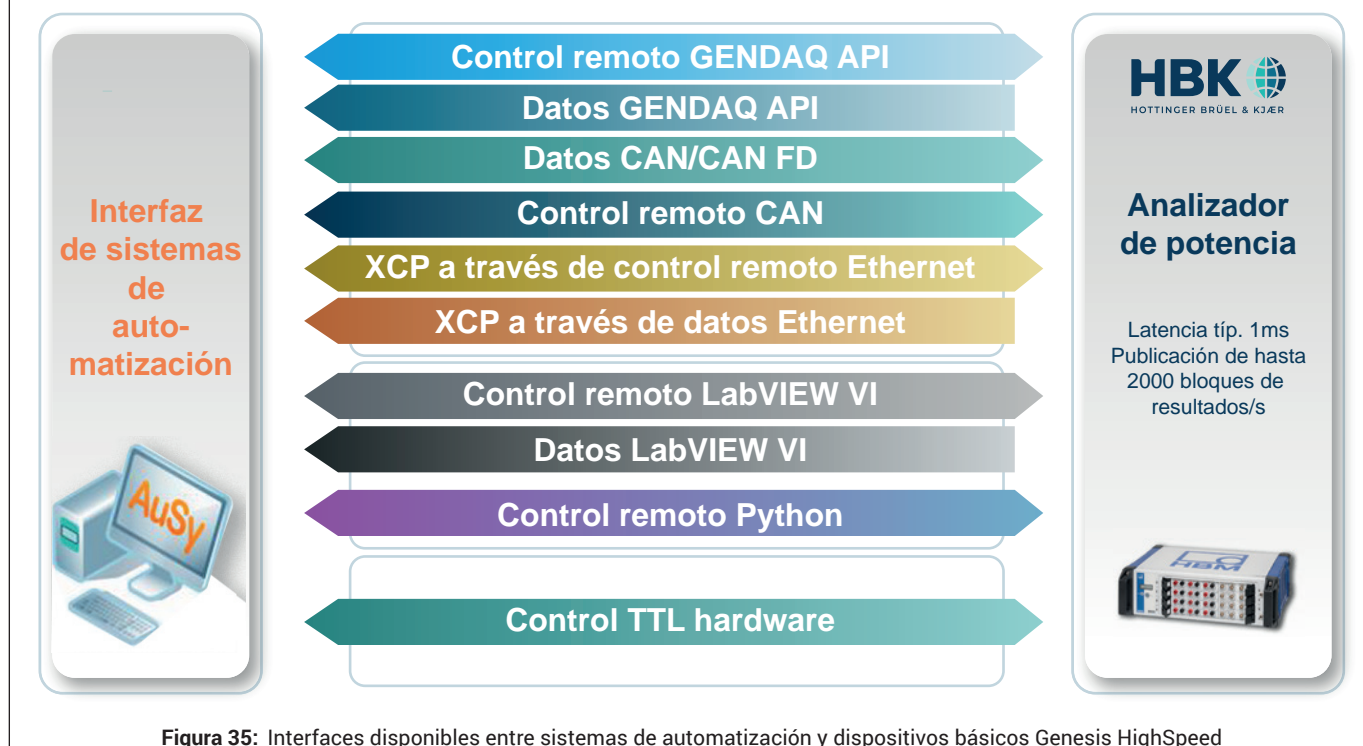 Interfaz
de sistemas
de
auto-
matización
AuSy
Control remoto GENDAQ API
Datos GENDAQ API
Datos CAN/CAN FD
Control remoto CAN
XCP a través de control remoto Ethernet
XCP a través de datos Ethernet
Control remoto LabVIEW VI
Datos LabVIEW VI
Control remoto Python
Control TTL hardware
HBK
HOTTINGER BRÜEL & KJÆR
Analizador
de potencia
Latencia típ. 1ms
Publicación de hasta
2000 bloques de
resultados/s
HBM
Figura 35: Interfaces disponibles entre sistemas de automatización y dispositivos básicos Genesis HighSpeed